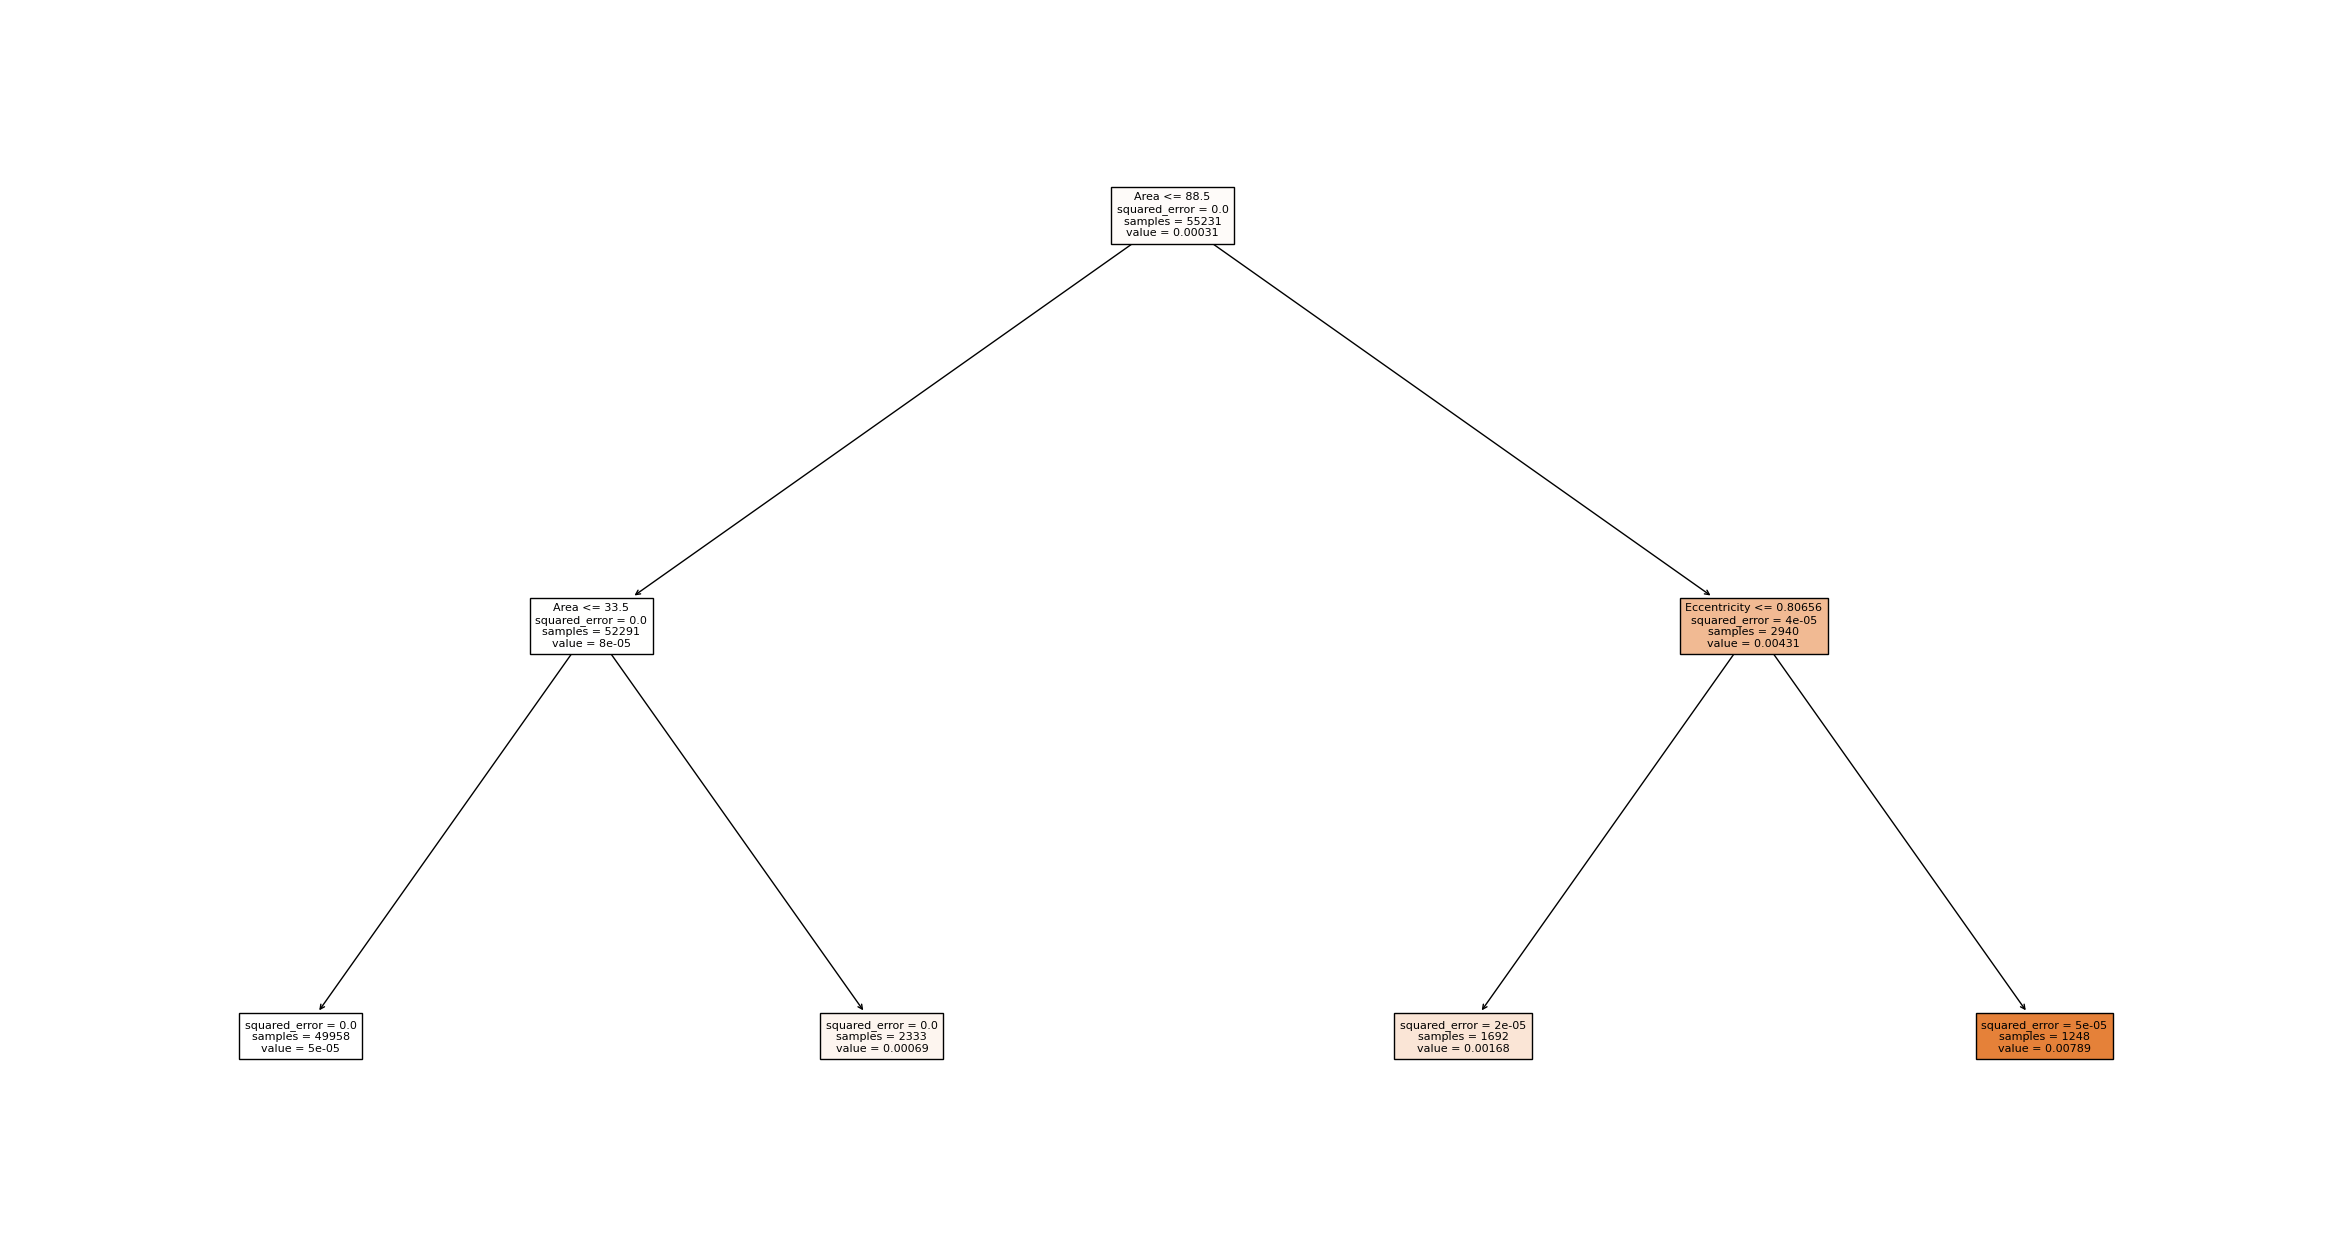 Area <= 88.5
squared_error = 0.0
samples = 55231
value = 0.00031
Area <= 33.5
squared_error = 0.0
samples = 52291
value = 8e-05
Eccentricity <= 0.80656
squared_error = 4e-05
samples = 2940
value = 0.00431
squared_error = 0.0
samples = 49958
value = 5e-05
squared_error = 0.0
samples = 2333
value = 0.00069
squared_error = 2e-05
samples = 1692
value = 0.00168
squared_error = 5e-05
samples = 1248
value = 0.00789